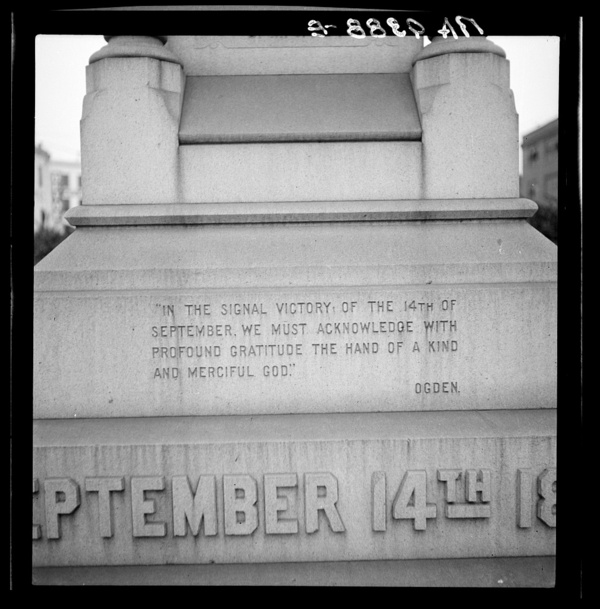 "IN THE SIGNAL VICTORY, OF THE 14TH OF
SEPTEMBER, WE MUST ACKNOWLEDGE WITH
PROFOUND GRATITUDE THE HAND OF A KIND
AND MERCIFUL GOD."
OGDEN.
SEPTEMBER 14TH 18